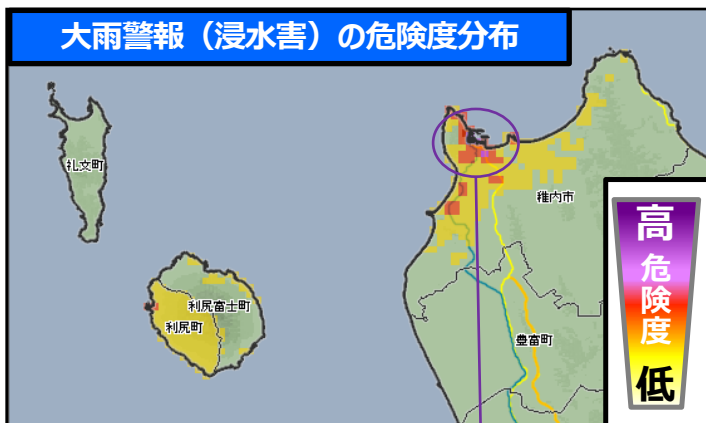 大雨警報（浸水害）の危険度分布
礼文町
稚内市
利尻富士町
利尻町
豊富町
高
危険度
低